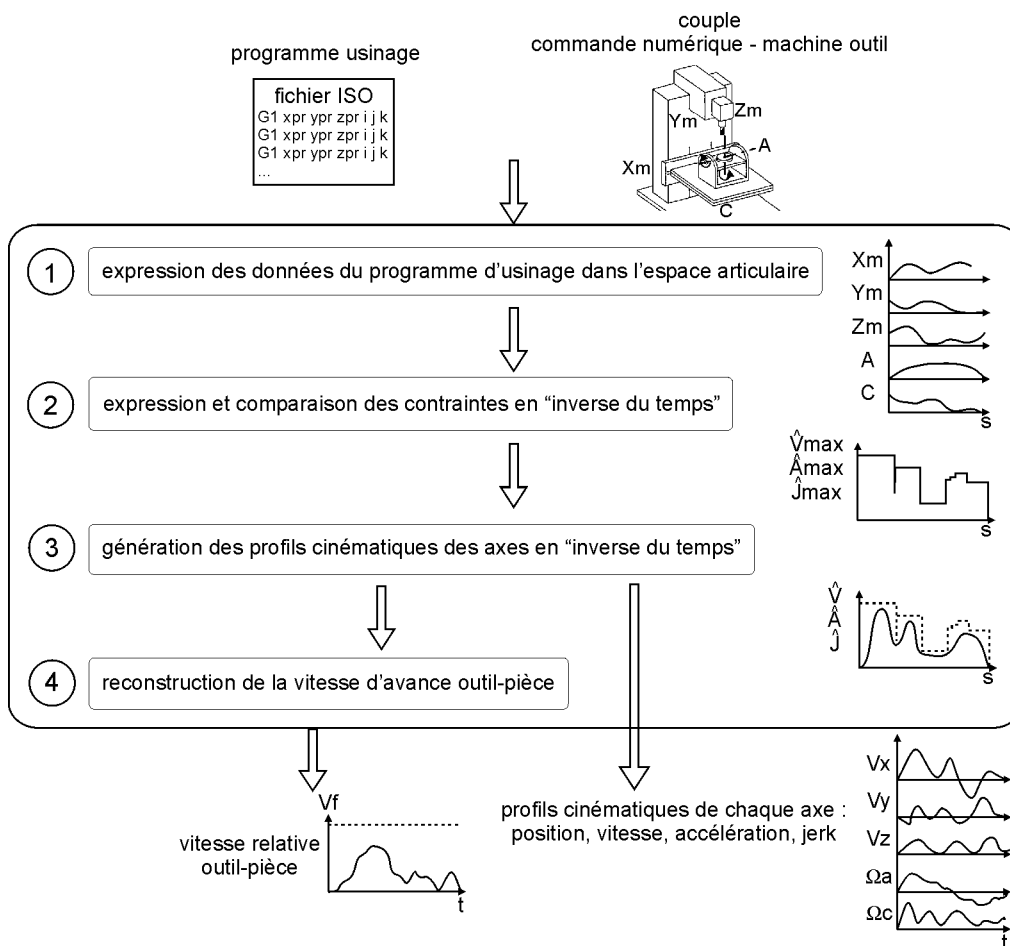 couple
commande numérique - machine outil
programme usinage
fichier ISO
G1 xpr ypr zpr i j k
G1 xpr ypr zpr i j k
G1 xpr ypr zpr i j k
...
Zm
Ym
A
Xm
C
1
expression des données du programme d'usinage dans l'espace articulaire
Xm
Ym
Zm
A
C
s
2
expression et comparaison des contraintes en “inverse du temps”
V̂max
Âmax
Ĵmax
s
3
génération des profils cinématiques des axes en “inverse du temps”
V̂
Â
Ĵ
s
4
reconstruction de la vitesse d'avance outil-pièce
Vf
vitesse relative
outil-pièce
t
profils cinématiques de chaque axe :
position, vitesse, accélération, jerk
Vx
Vy
Vz
Ωa
Ωc
t